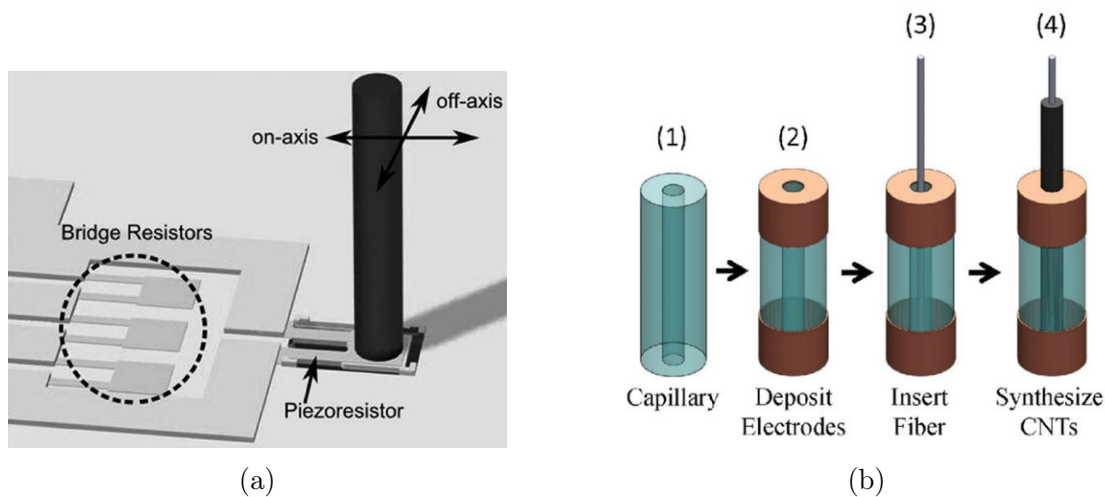 off-axis
on-axis
Bridge Resistors
Piezoresistor
(a)
(1)
(2)
(3)
(4)
Capillary
Deposit
Electrodes
Insert
Fiber
Synthesize
CNTs
(b)